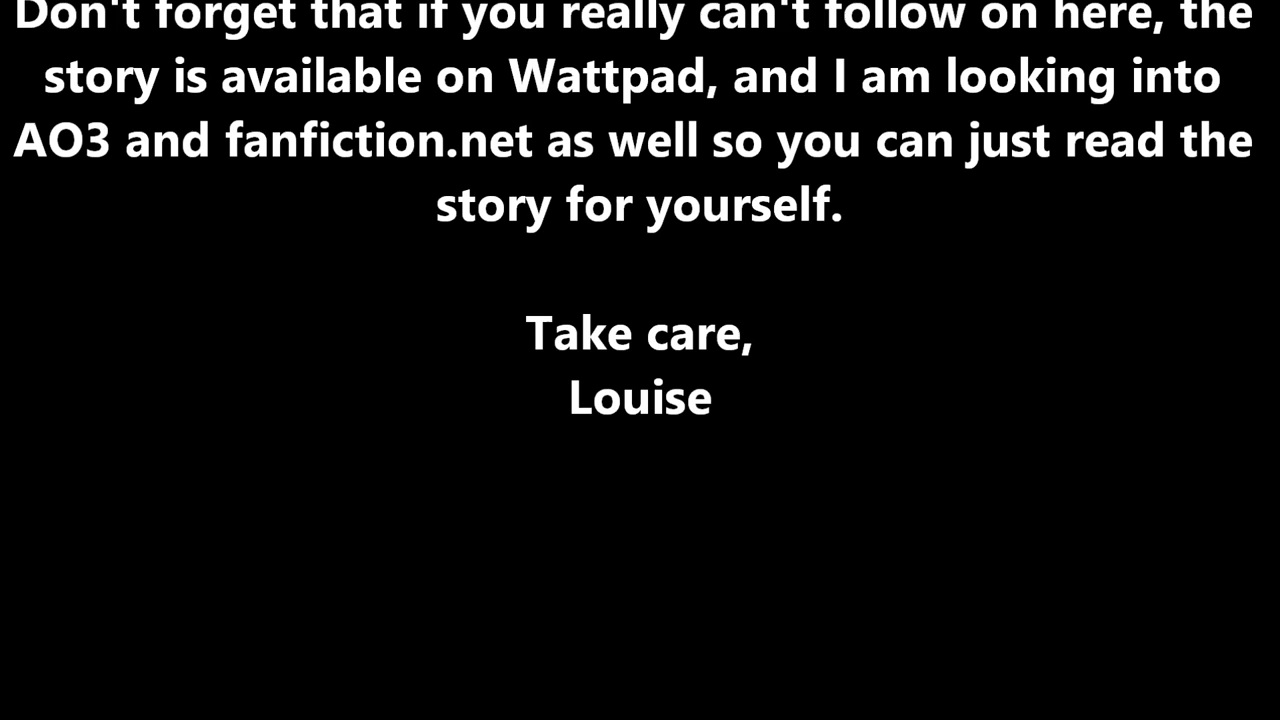 Don't forget that if you really can't follow on here, the
story is available on Wattpad, and I am looking into
AO3 and fanfiction.net as well so you can just read the
story for yourself.
Take care,
Louise